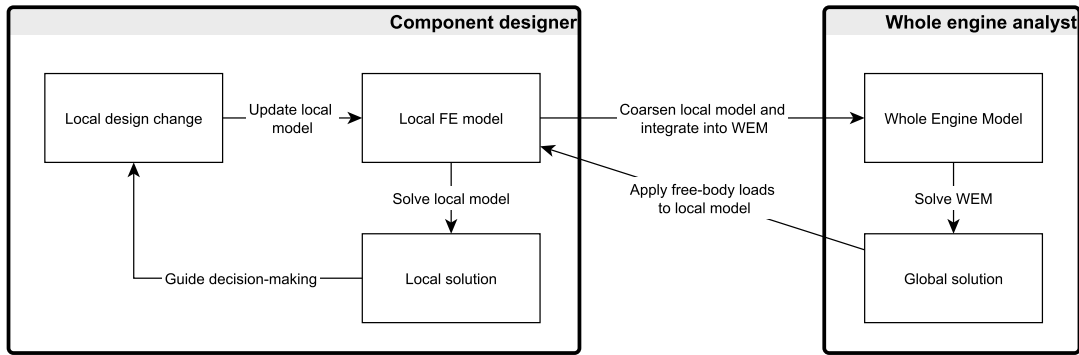 Component designer
Whole engine analyst
Local design change
Update local
model
Local FE model
Coarsen local model and
integrate into WEM
Whole Engine Model
Solve local model
Apply free-body loads
to local model
Solve WEM
Guide decision-making
Local solution
Global solution